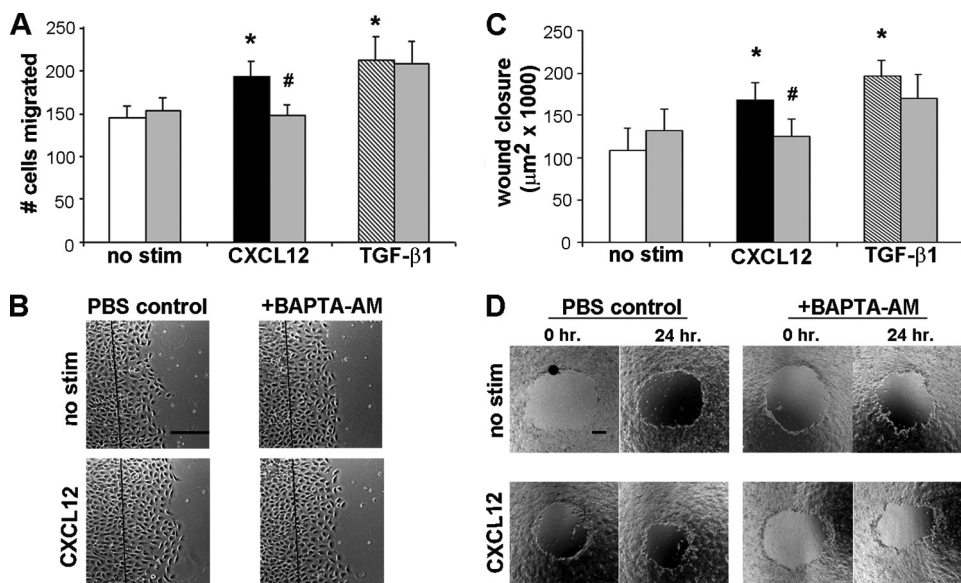 A
# cells migrated
250
200
150
100
50
0
*
#
*
no stim
CXCL12
TGF-β1
B
PBS control
+BAPTA-AM
no stim
CXCL12
C
wound closure
(μm² x 1000)
250
200
150
100
50
0
*
#
*
no stim
CXCL12
TGF-β1
D
PBS control
+BAPTA-AM
0 hr.
24 hr.
0 hr.
24 hr.
no stim
CXCL12